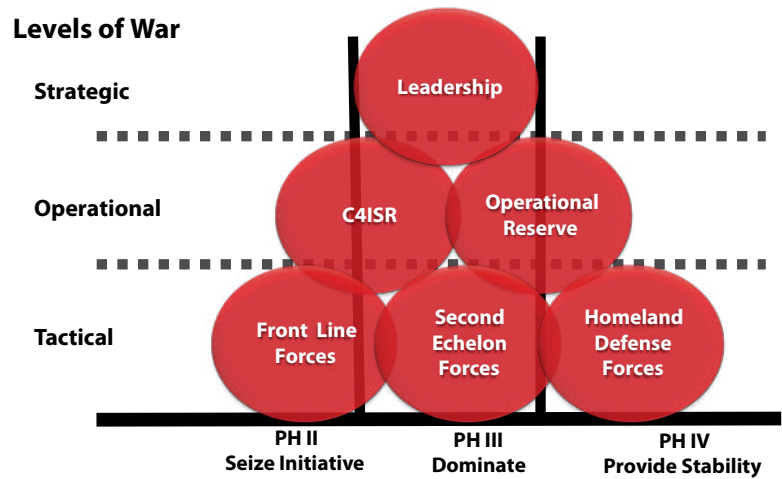 Levels of War
Strategic
Leadership
Operational
C4ISR
Operational
Reserve
Tactical
Front Line
Forces
Second
Echelon
Forces
Homeland
Defense
Forces
PH II
Seize Initiative
PH III
Dominate
PH IV
Provide Stability